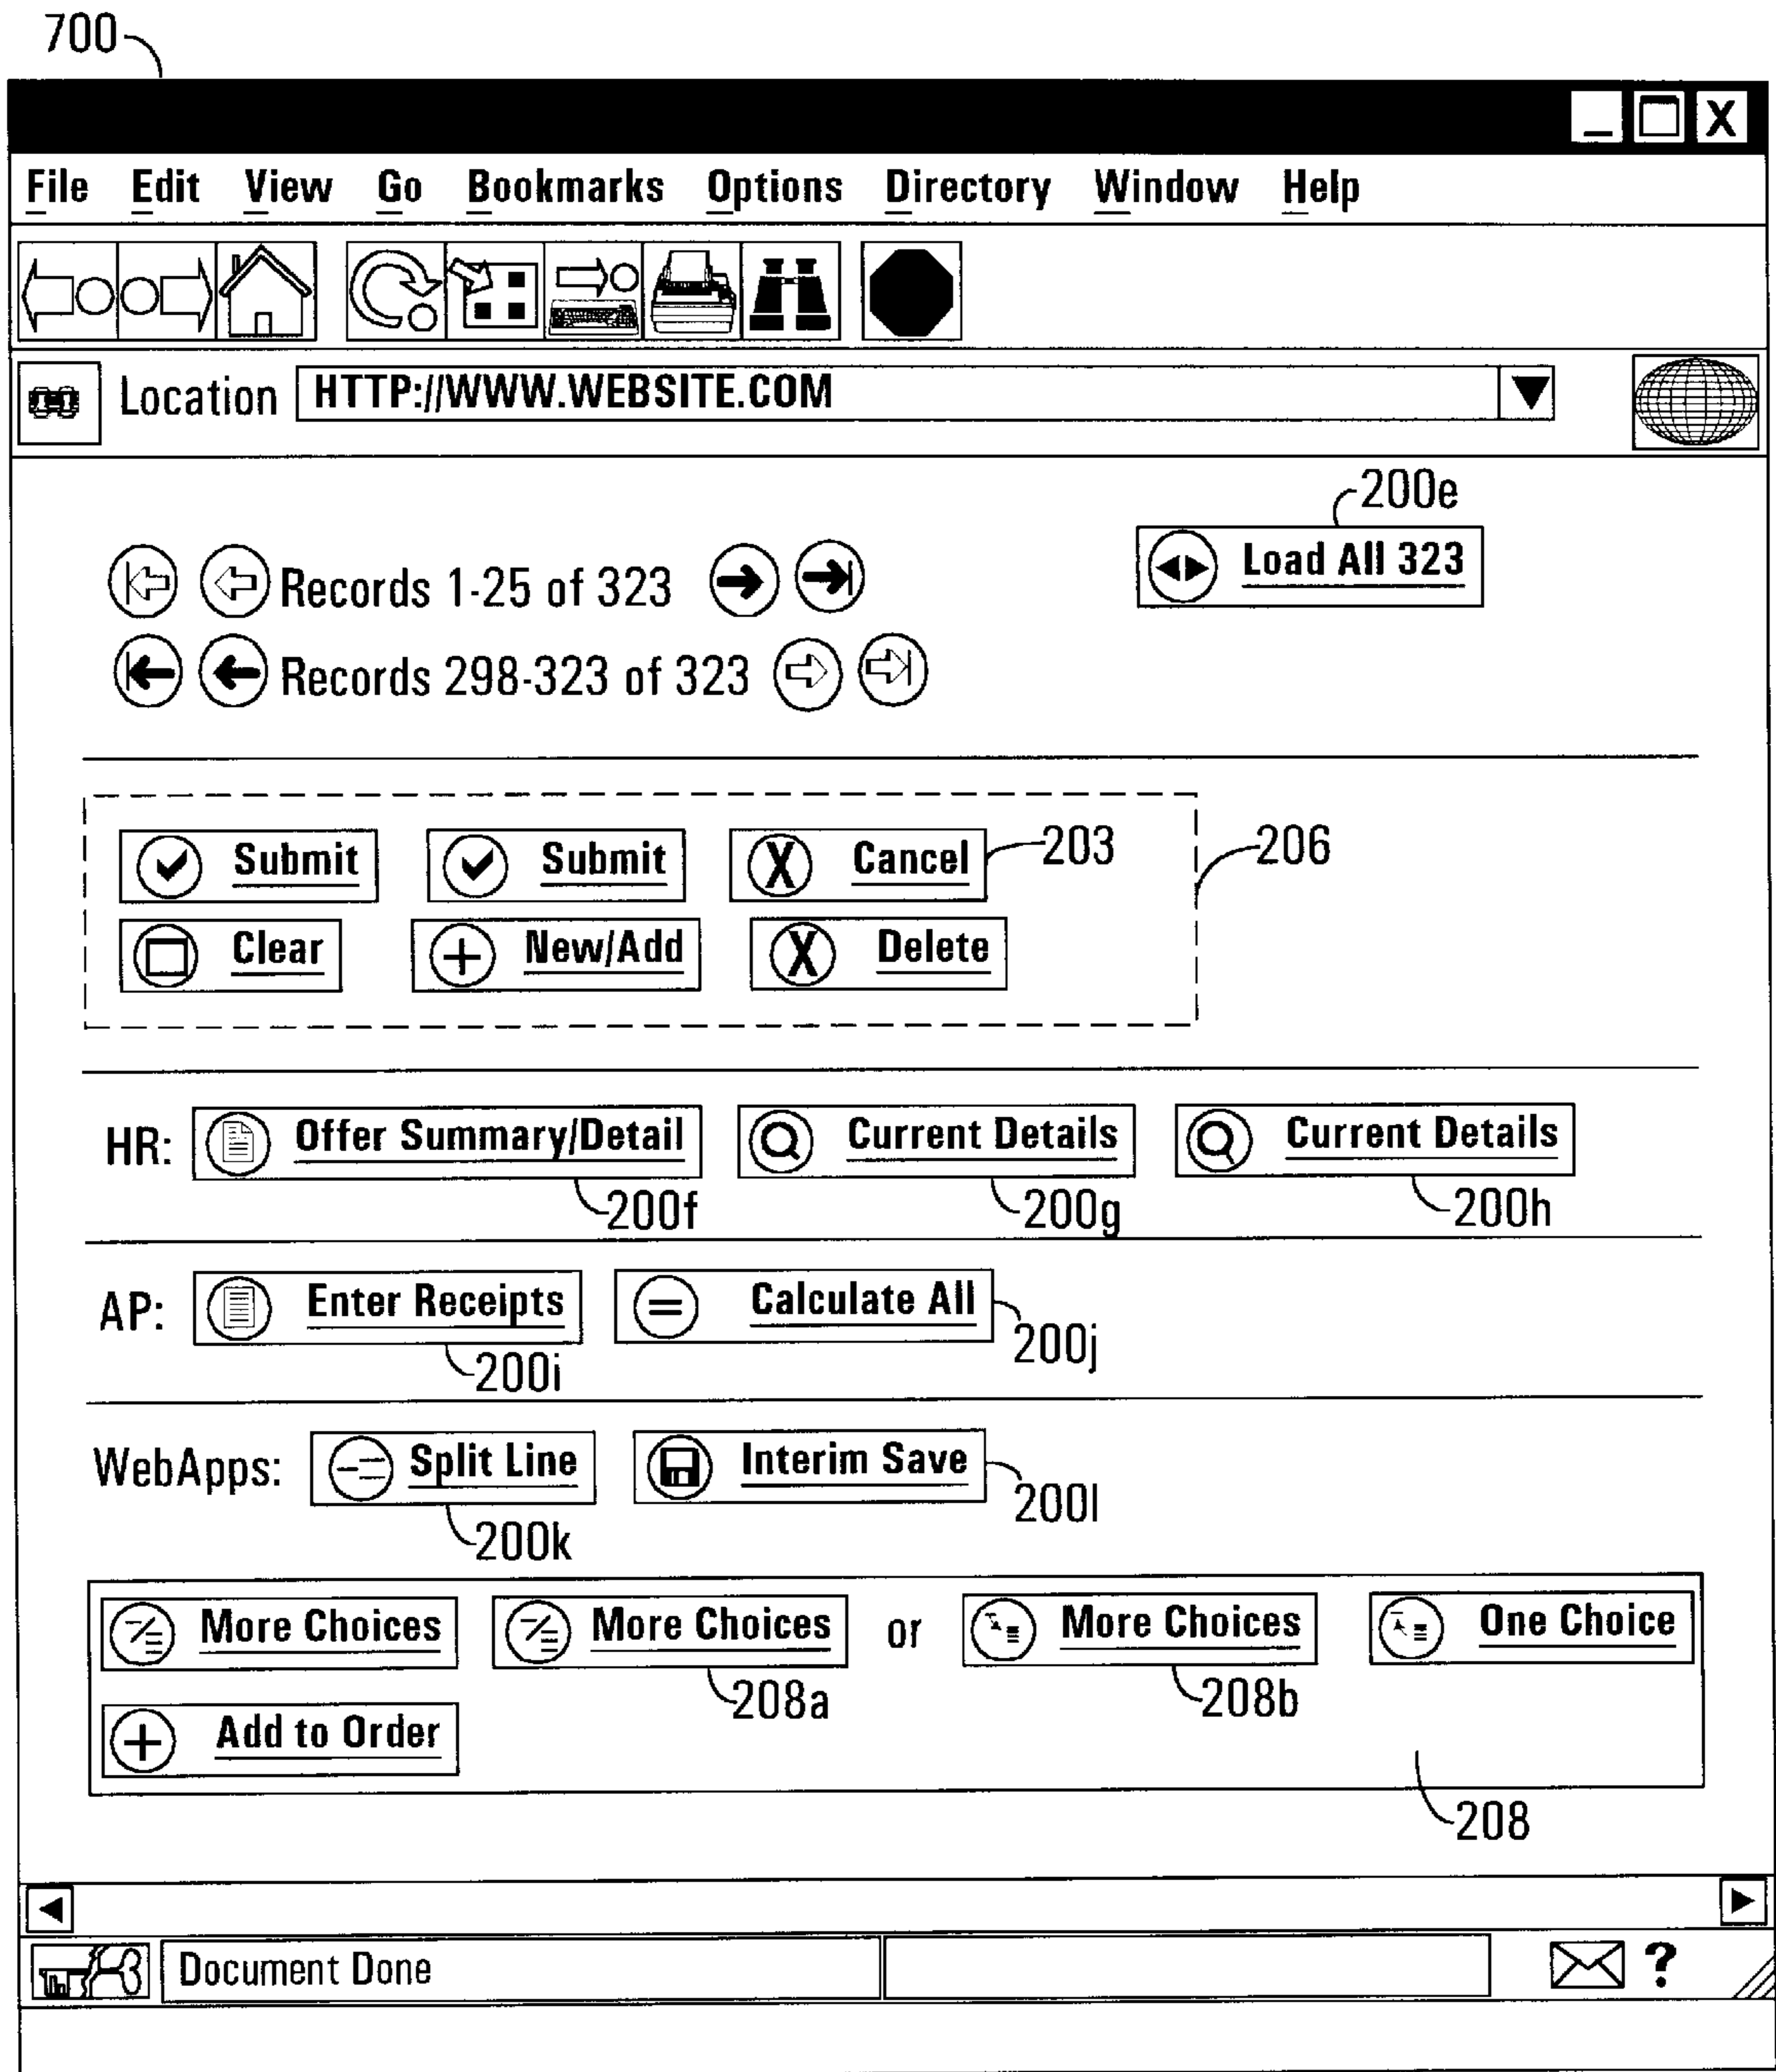 700
File Edit View Go Bookmarks Options Directory Window Help
Location HTTP://WWW.WEBSITE.COM
200e
Records 1-25 of 323 Load All 323
Records 298-323 of 323
Submit Submit Cancel 203 206
Clear New/Add X Delete
HR: Offer Summary/Detail Current Details Current Details
200f 200g 200h
AP: Enter Receipts = Calculate All
200i 200j
WebApps: Split Line Interim Save
200k 200l
More Choices More Choices or More Choices One Choice
208a 208b
+ Add to Order
208
Document Done ?